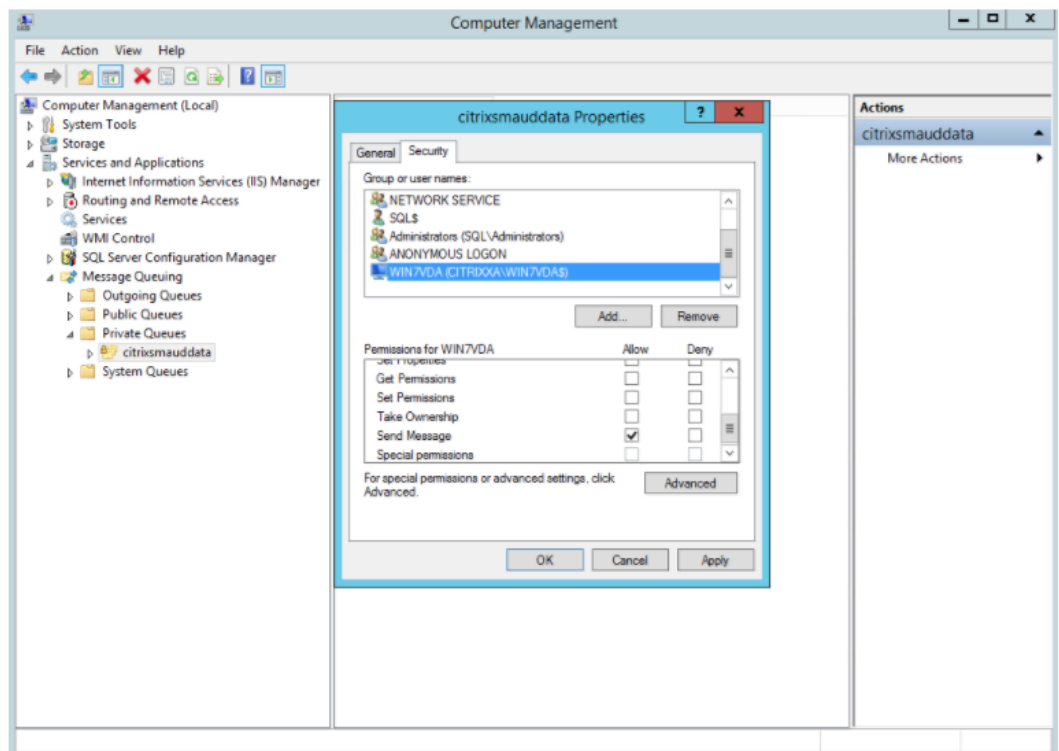 Computer Management
File Action View Help
Computer Management (Local)
System Tools
Storage
Services and Applications
Internet Information Services (IIS) Manager
Routing and Remote Access
Services
WMI Control
SQL Server Configuration Manager
Message Queuing
Outgoing Queues
Public Queues
Private Queues
citrixsmauddata
System Queues
citrixsmauddata Properties
? x
General Security
Group or user names:
NETWORK SERVICE
SQL$
Administrators (SQL\Administrators)
ANONYMOUS LOGON
WIN7VDA (CITRIXXA\WIN7VDA$)
Add... Remove
Permissions for WIN7VDA Allow Deny
Set Properties
Get Permissions
Set Permissions
Take Ownership
Send Message
Special permissions
For special permissions or advanced settings, click
Advanced.
Advanced
OK Cancel Apply
Actions
citrixsmauddata
More Actions